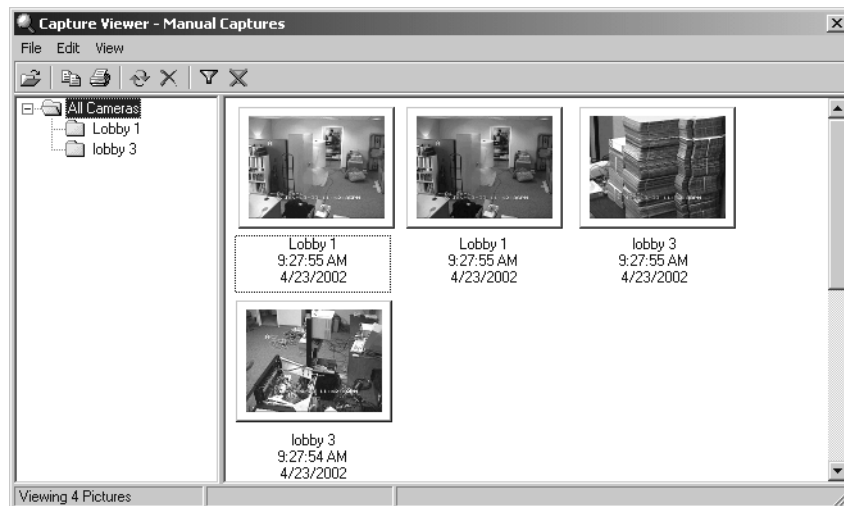 Capture Viewer - Manual Captures
File Edit View
All Cameras
Lobby 1
lobby 3
Lobby 1
9:27:55 AM
4/23/2002
Lobby 1
9:27:55 AM
4/23/2002
lobby 3
9:27:55 AM
4/23/2002
lobby 3
9:27:54 AM
4/23/2002
Viewing 4 Pictures